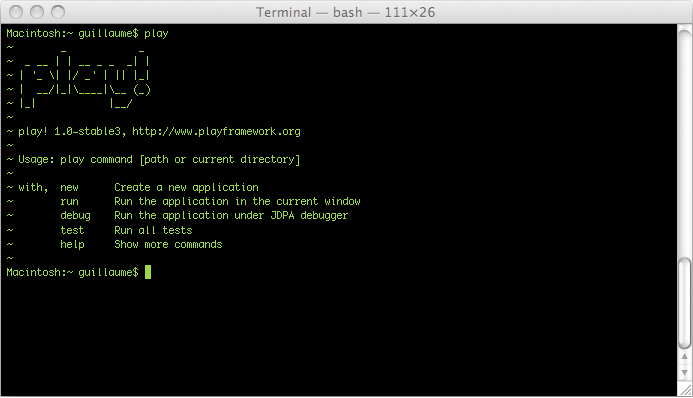 Terminal — bash — 111×26
Macintosh:~ guillaume$ play
~        _            _
~  _ __ | | __ _ _  _| |
~ | '_ \| |/ _' | || |_|
~ |  __/|_|\____|\__ (_)
~ |_|            |__/
~
~ play! 1.0-stable3, http://www.playframework.org
~
~ Usage: play command [path or current directory]
~
~ with,  new      Create a new application
~        run      Run the application in the current window
~        debug    Run the application under JDPA debugger
~        test     Run all tests
~        help     Show more commands
~
Macintosh:~ guillaume$